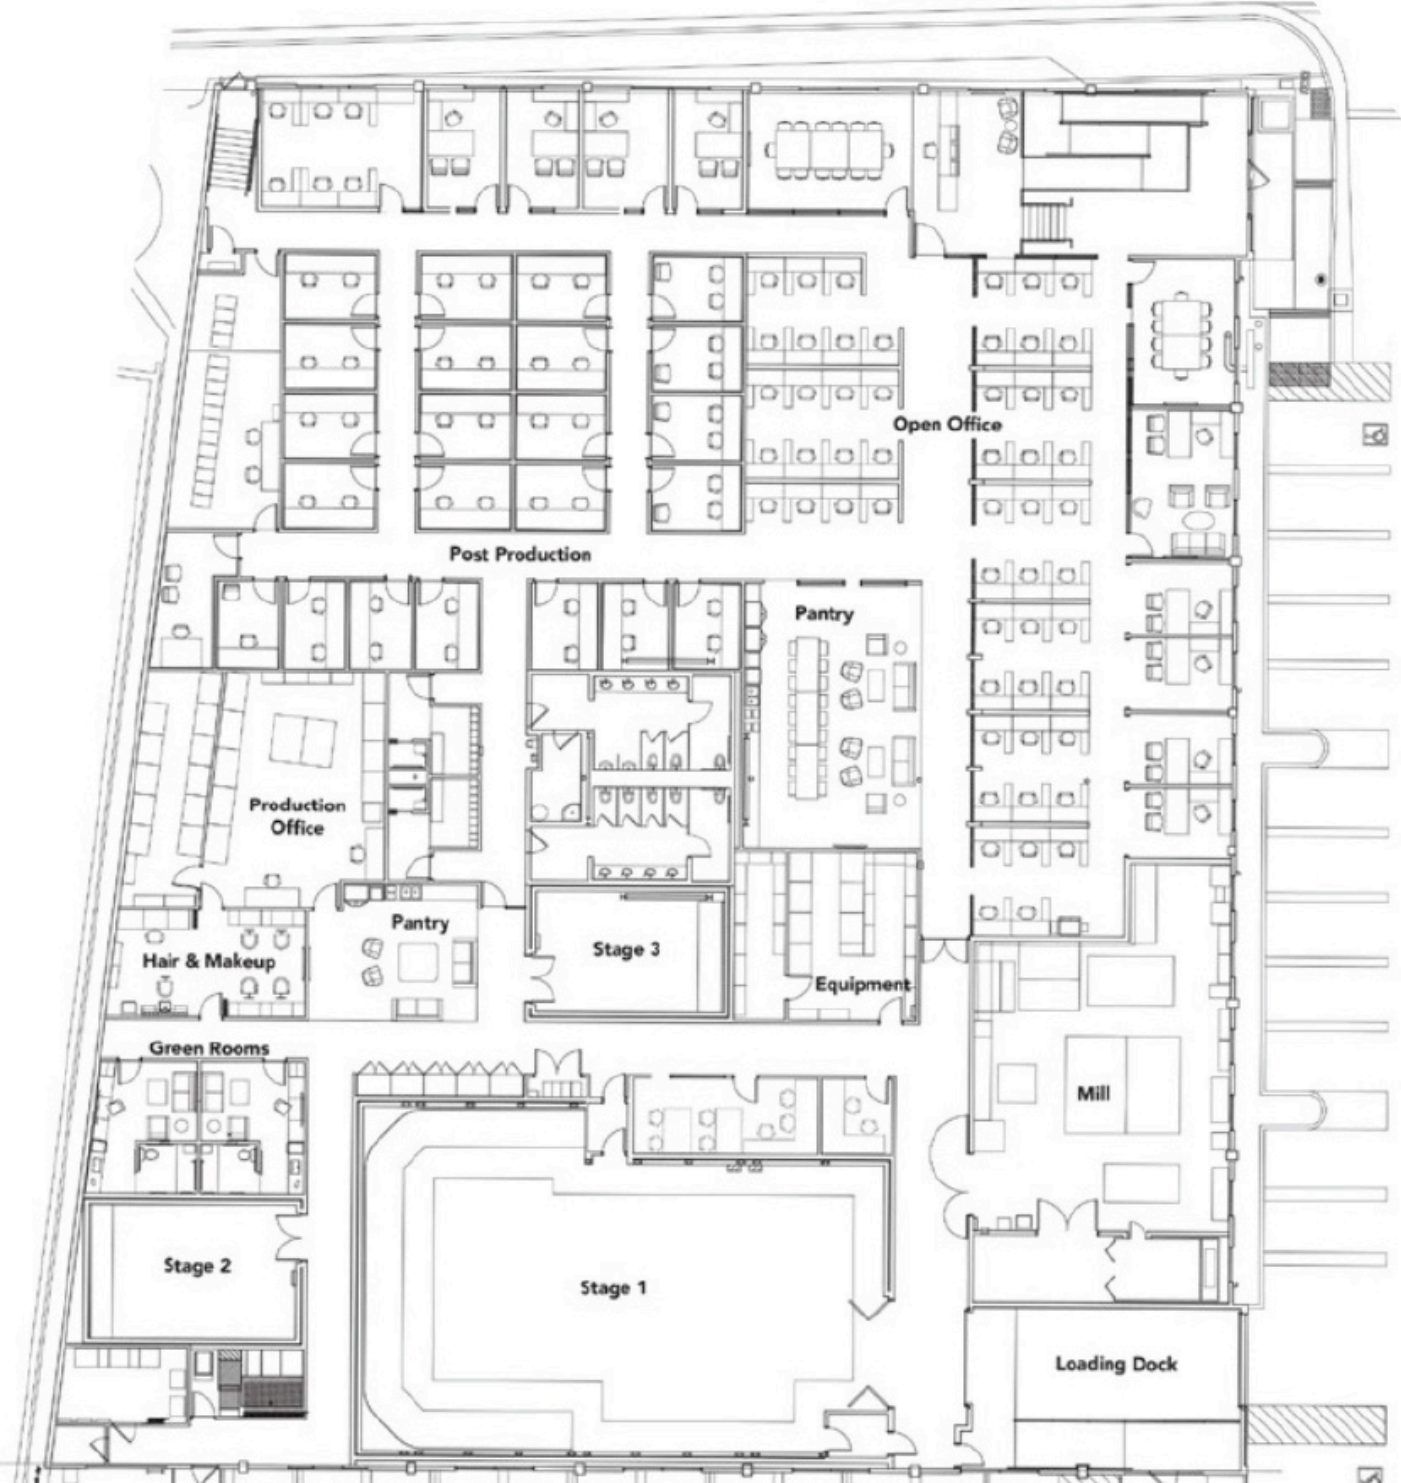 Open Office
Post Production
Pantry
Production
Office
Pantry
Stage 3
Hair & Makeup
Equipment
Green Rooms
Mill
Stage 2
Stage 1
Loading Dock